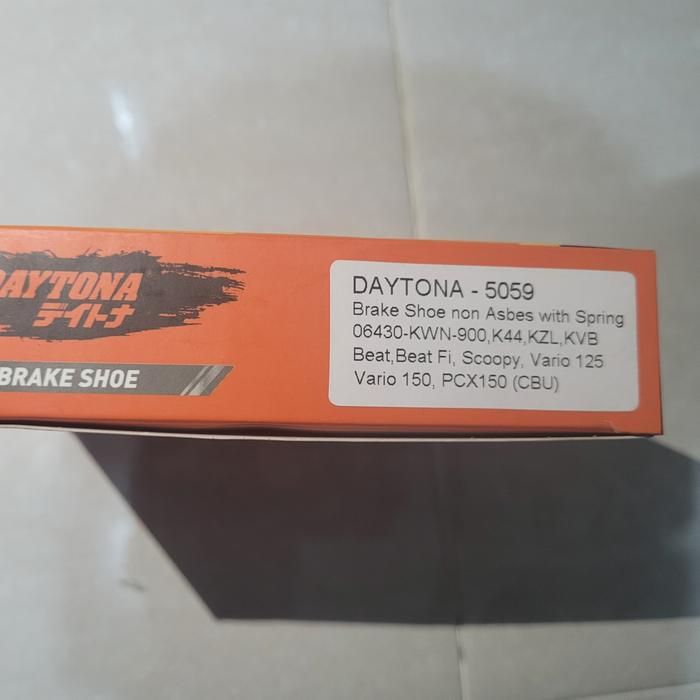 DAYTONA
デイトナ
BRAKE SHOE
DAYTONA - 5059
Brake Shoe non Asbes with Spring
06430-KWN-900,K44,KZL,KVB
Beat,Beat Fi, Scoopy, Vario 125
Vario 150, PCX150 (CBU)